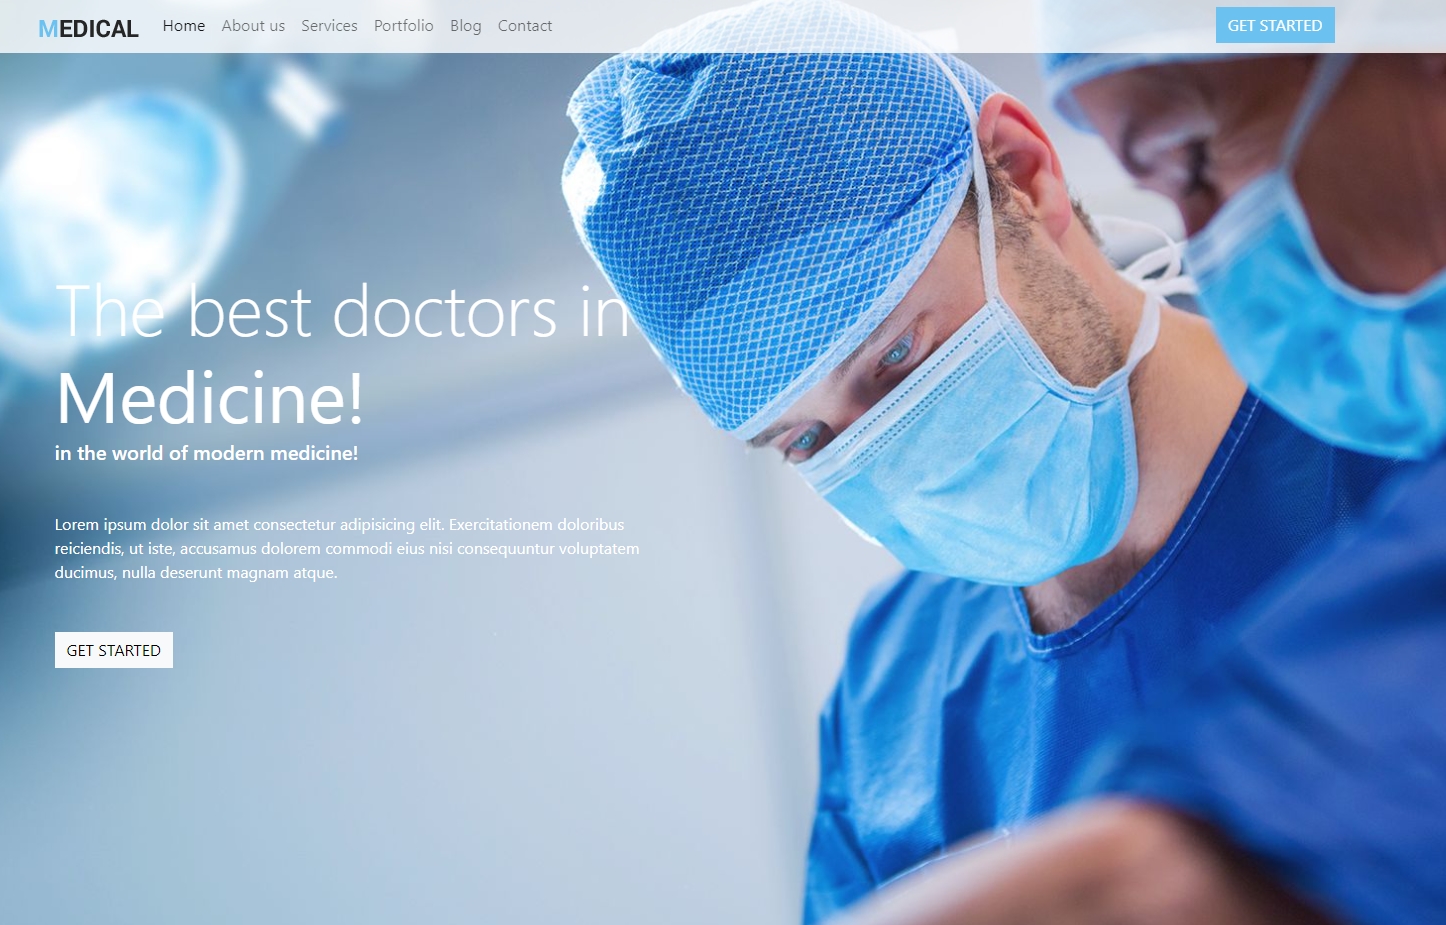 MEDICAL Home About us Services Portfolio Blog Contact GET STARTED
The best doctors in
Medicine!
in the world of modern medicine!
Lorem ipsum dolor sit amet consectetur adipisicing elit. Exercitationem doloribus
reiciendis, ut iste, accusamus dolorem commodi eius nisi consequuntur voluptatem
ducimus, nulla deserunt magnam atque.
GET STARTED